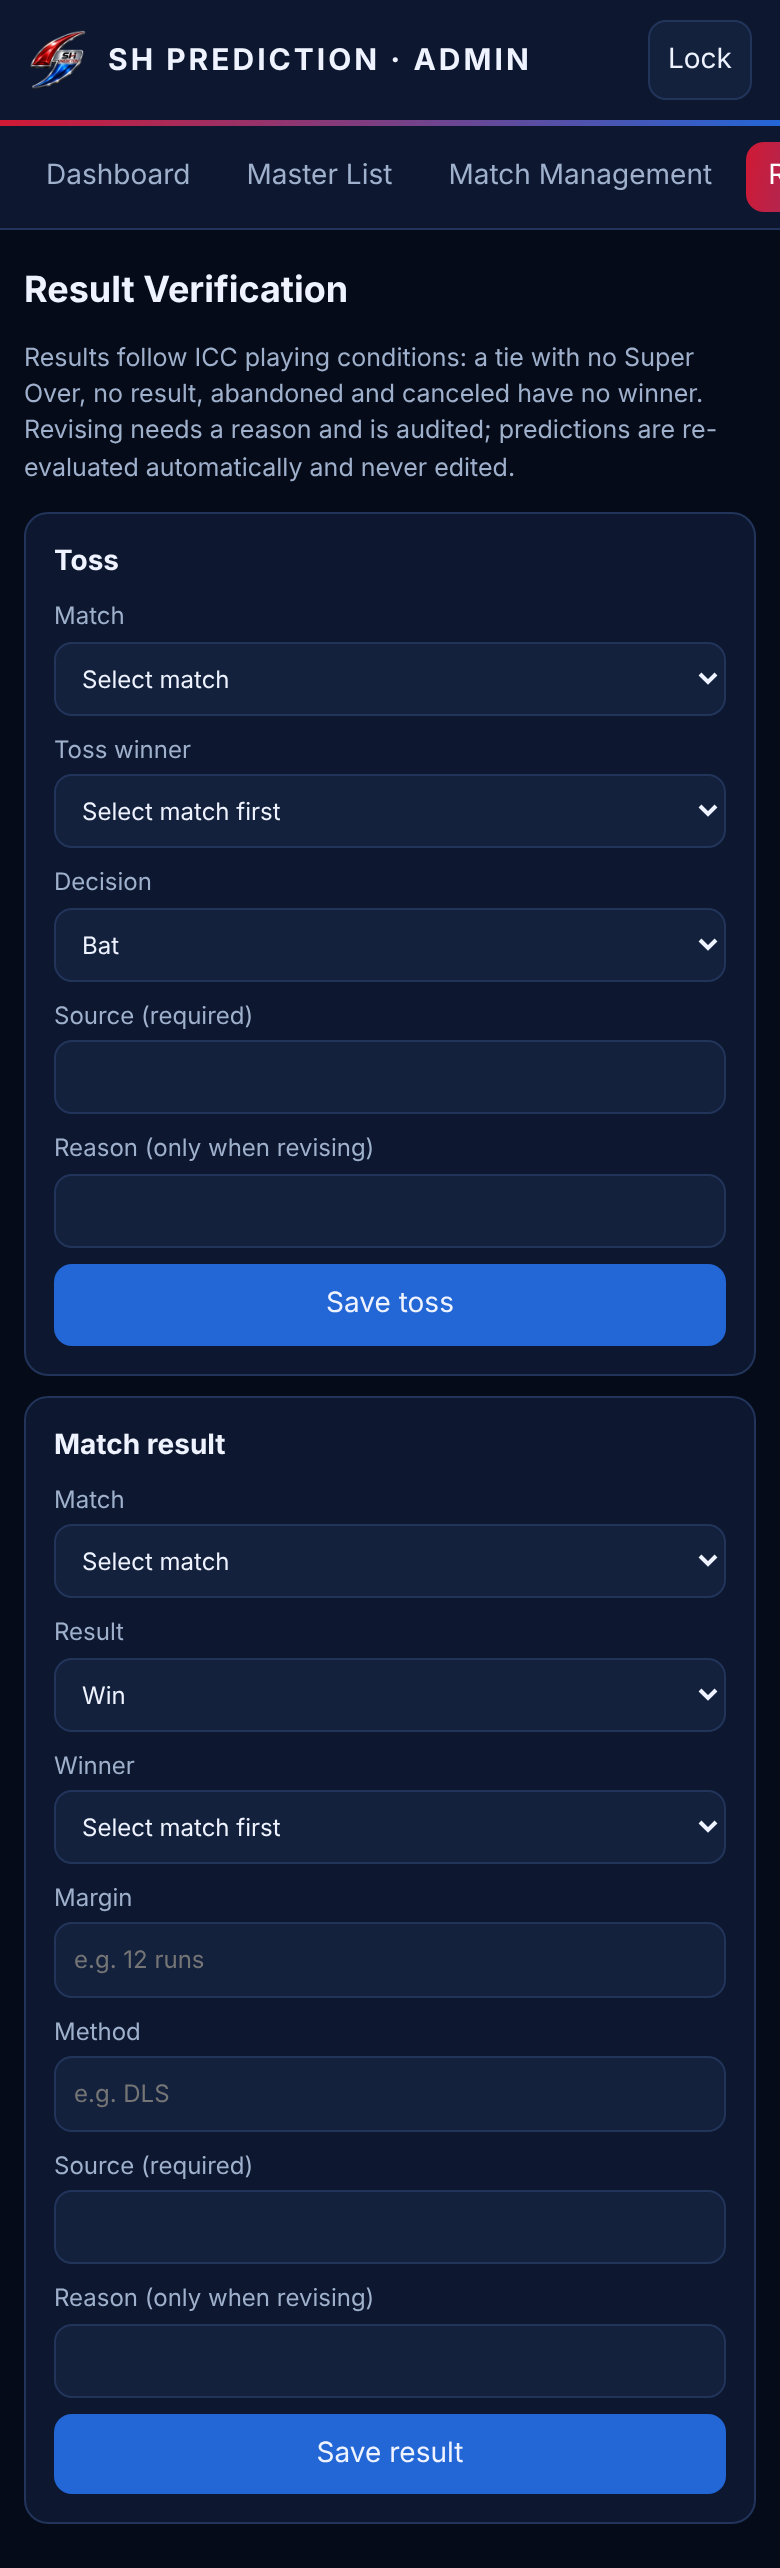 SH
SH PREDICTION · ADMIN
Lock
Dashboard
Master List
Match Management
Result Verification
Results follow ICC playing conditions: a tie with no Super
Over, no result, abandoned and canceled have no winner.
Revising needs a reason and is audited; predictions are re-
evaluated automatically and never edited.
Toss
Match
Select match
Toss winner
Select match first
Decision
Bat
Source (required)
Reason (only when revising)
Save toss
Match result
Match
Select match
Result
Win
Winner
Select match first
Margin
e.g. 12 runs
Method
e.g. DLS
Source (required)
Reason (only when revising)
Save result